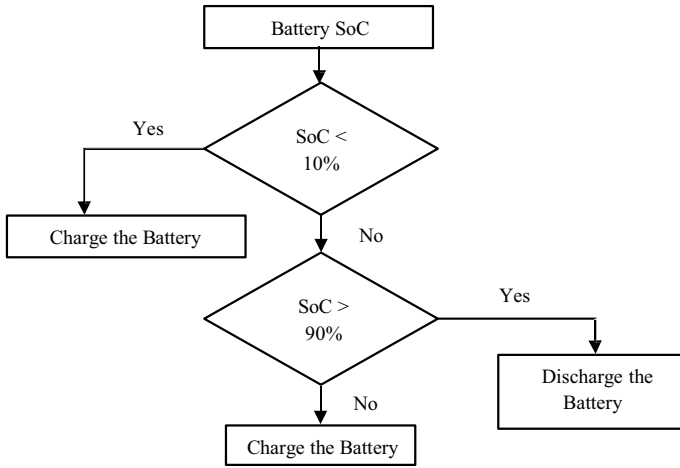 Battery SoC
Yes
SoC <
10%
Charge the Battery
No
SoC >
90%
Yes
Discharge the
Battery
No
Charge the Battery